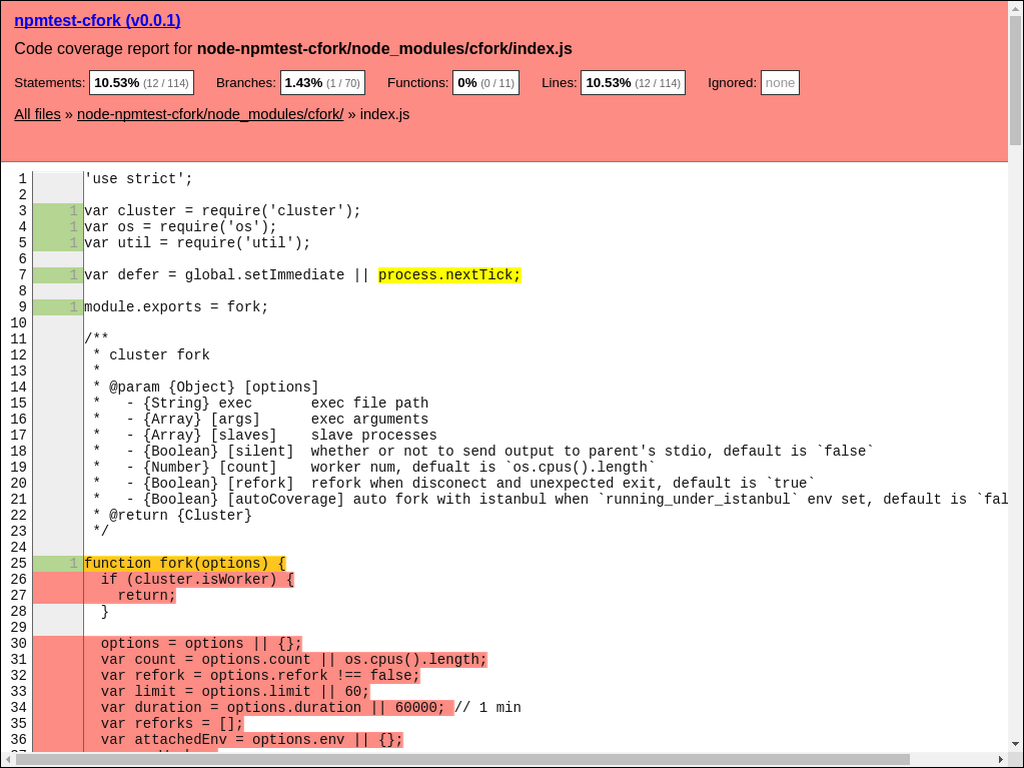 npmtest-cfork (v0.0.1)
Code coverage report for node-npmtest-cfork/node_modules/cfork/index.js
Statements: 10.53% (12 / 114) Branches: 1.43% (1 / 70) Functions: 0% (0 / 11) Lines: 10.53% (12 / 114) Ignored: none
All files » node-npmtest-cfork/node_modules/cfork/ » index.js
1 'use strict';
2
3 1 var cluster = require('cluster');
4 1 var os = require('os');
5 1 var util = require('util');
6
7 1 var defer = global.setImmediate || process.nextTick;
8
9 1 module.exports = fork;
10
11 /**
12  * cluster fork
13  *
14  * @param {Object} [options]
15  *   - {String} exec       exec file path
16  *   - {Array} [args]      exec arguments
17  *   - {Array} [slaves]    slave processes
18  *   - {Boolean} [silent]  whether or not to send output to parent's stdio, default is `false`
19  *   - {Number} [count]    worker num, defualt is `os.cpus().length`
20  *   - {Boolean} [refork]  refork when disconect and unexpected exit, default is `true`
21  *   - {Boolean} [autoCoverage] auto fork with istanbul when `running_under_istanbul` env set, default is `fal
22  * @return {Cluster}
23  */
24
25 1 function fork(options) {
26   if (cluster.isWorker) {
27     return;
28   }
29
30   options = options || {};
31   var count = options.count || os.cpus().length;
32   var refork = options.refork !== false;
33   var limit = options.limit || 60;
34   var duration = options.duration || 60000; // 1 min
35   var reforks = [];
36   var attachedEnv = options.env || {};